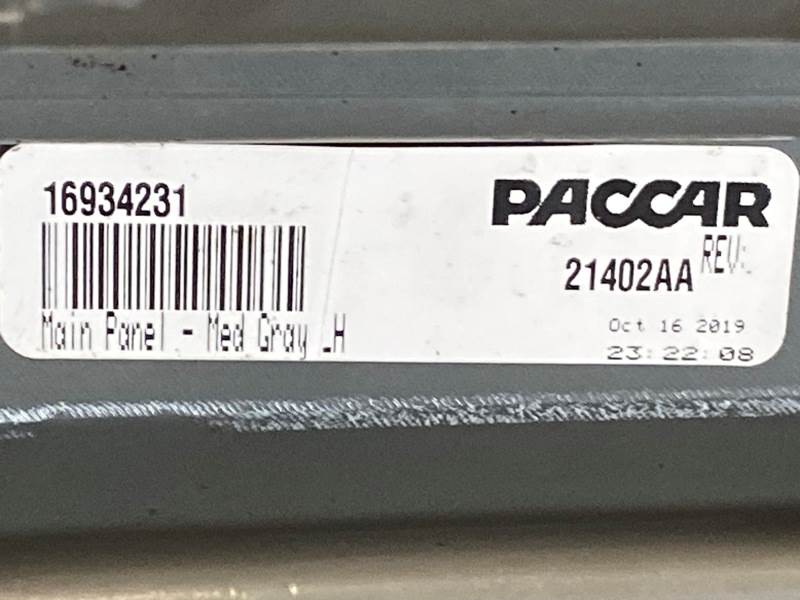 16934231
PACCAR
REV:
21402AA
Main Panel - Med Gray LH
Oct 16 2019
23:22:08